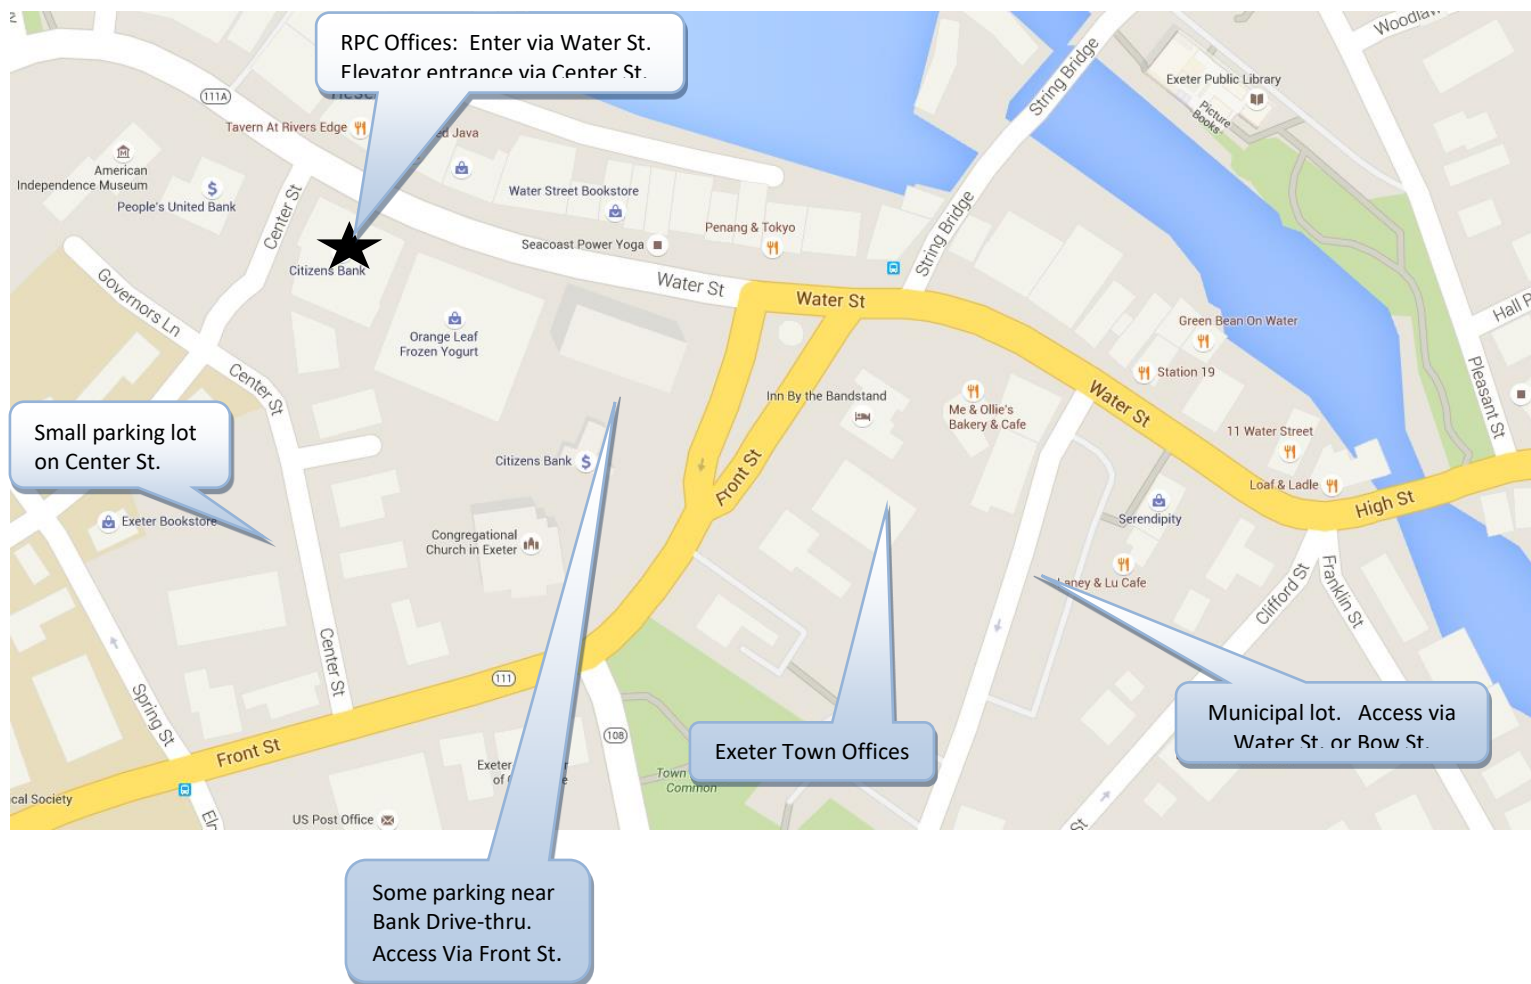 RPC Offices: Enter via Water St.
Elevator entrance via Center St.
Woodlaw
111A
Tavern At Rivers Edge
Java
String Bridge
Exeter Public Library
Picture
Books
American
Independence Museum
People's United Bank
Center St
Water Street Bookstore
Penang & Tokyo
Seacoast Power Yoga
String Bridge
Citizens Bank
Governors Ln
Water St
Water St
Hall P
Orange Leaf
Frozen Yogurt
Green Bean On Water
Station 19
Pleasant St
Center St
Inn By the Bandstand
Me & Ollie's
Bakery & Cafe
Water St
Small parking lot
on Center St.
11 Water Street
Citizens Bank
Front St
Loaf & Ladle
High St
Exeter Bookstore
Congregational
Church in Exeter
Serendipity
Laney & Lu Cafe
Clifford St
Franklin St
Center St
111
Spring St
Front St
108
Exeter
of
Town
Common
Exeter Town Offices
Municipal lot. Access via
Water St. or Bow St.
cal Society
US Post Office
St
Some parking near
Bank Drive-thru.
Access Via Front St.